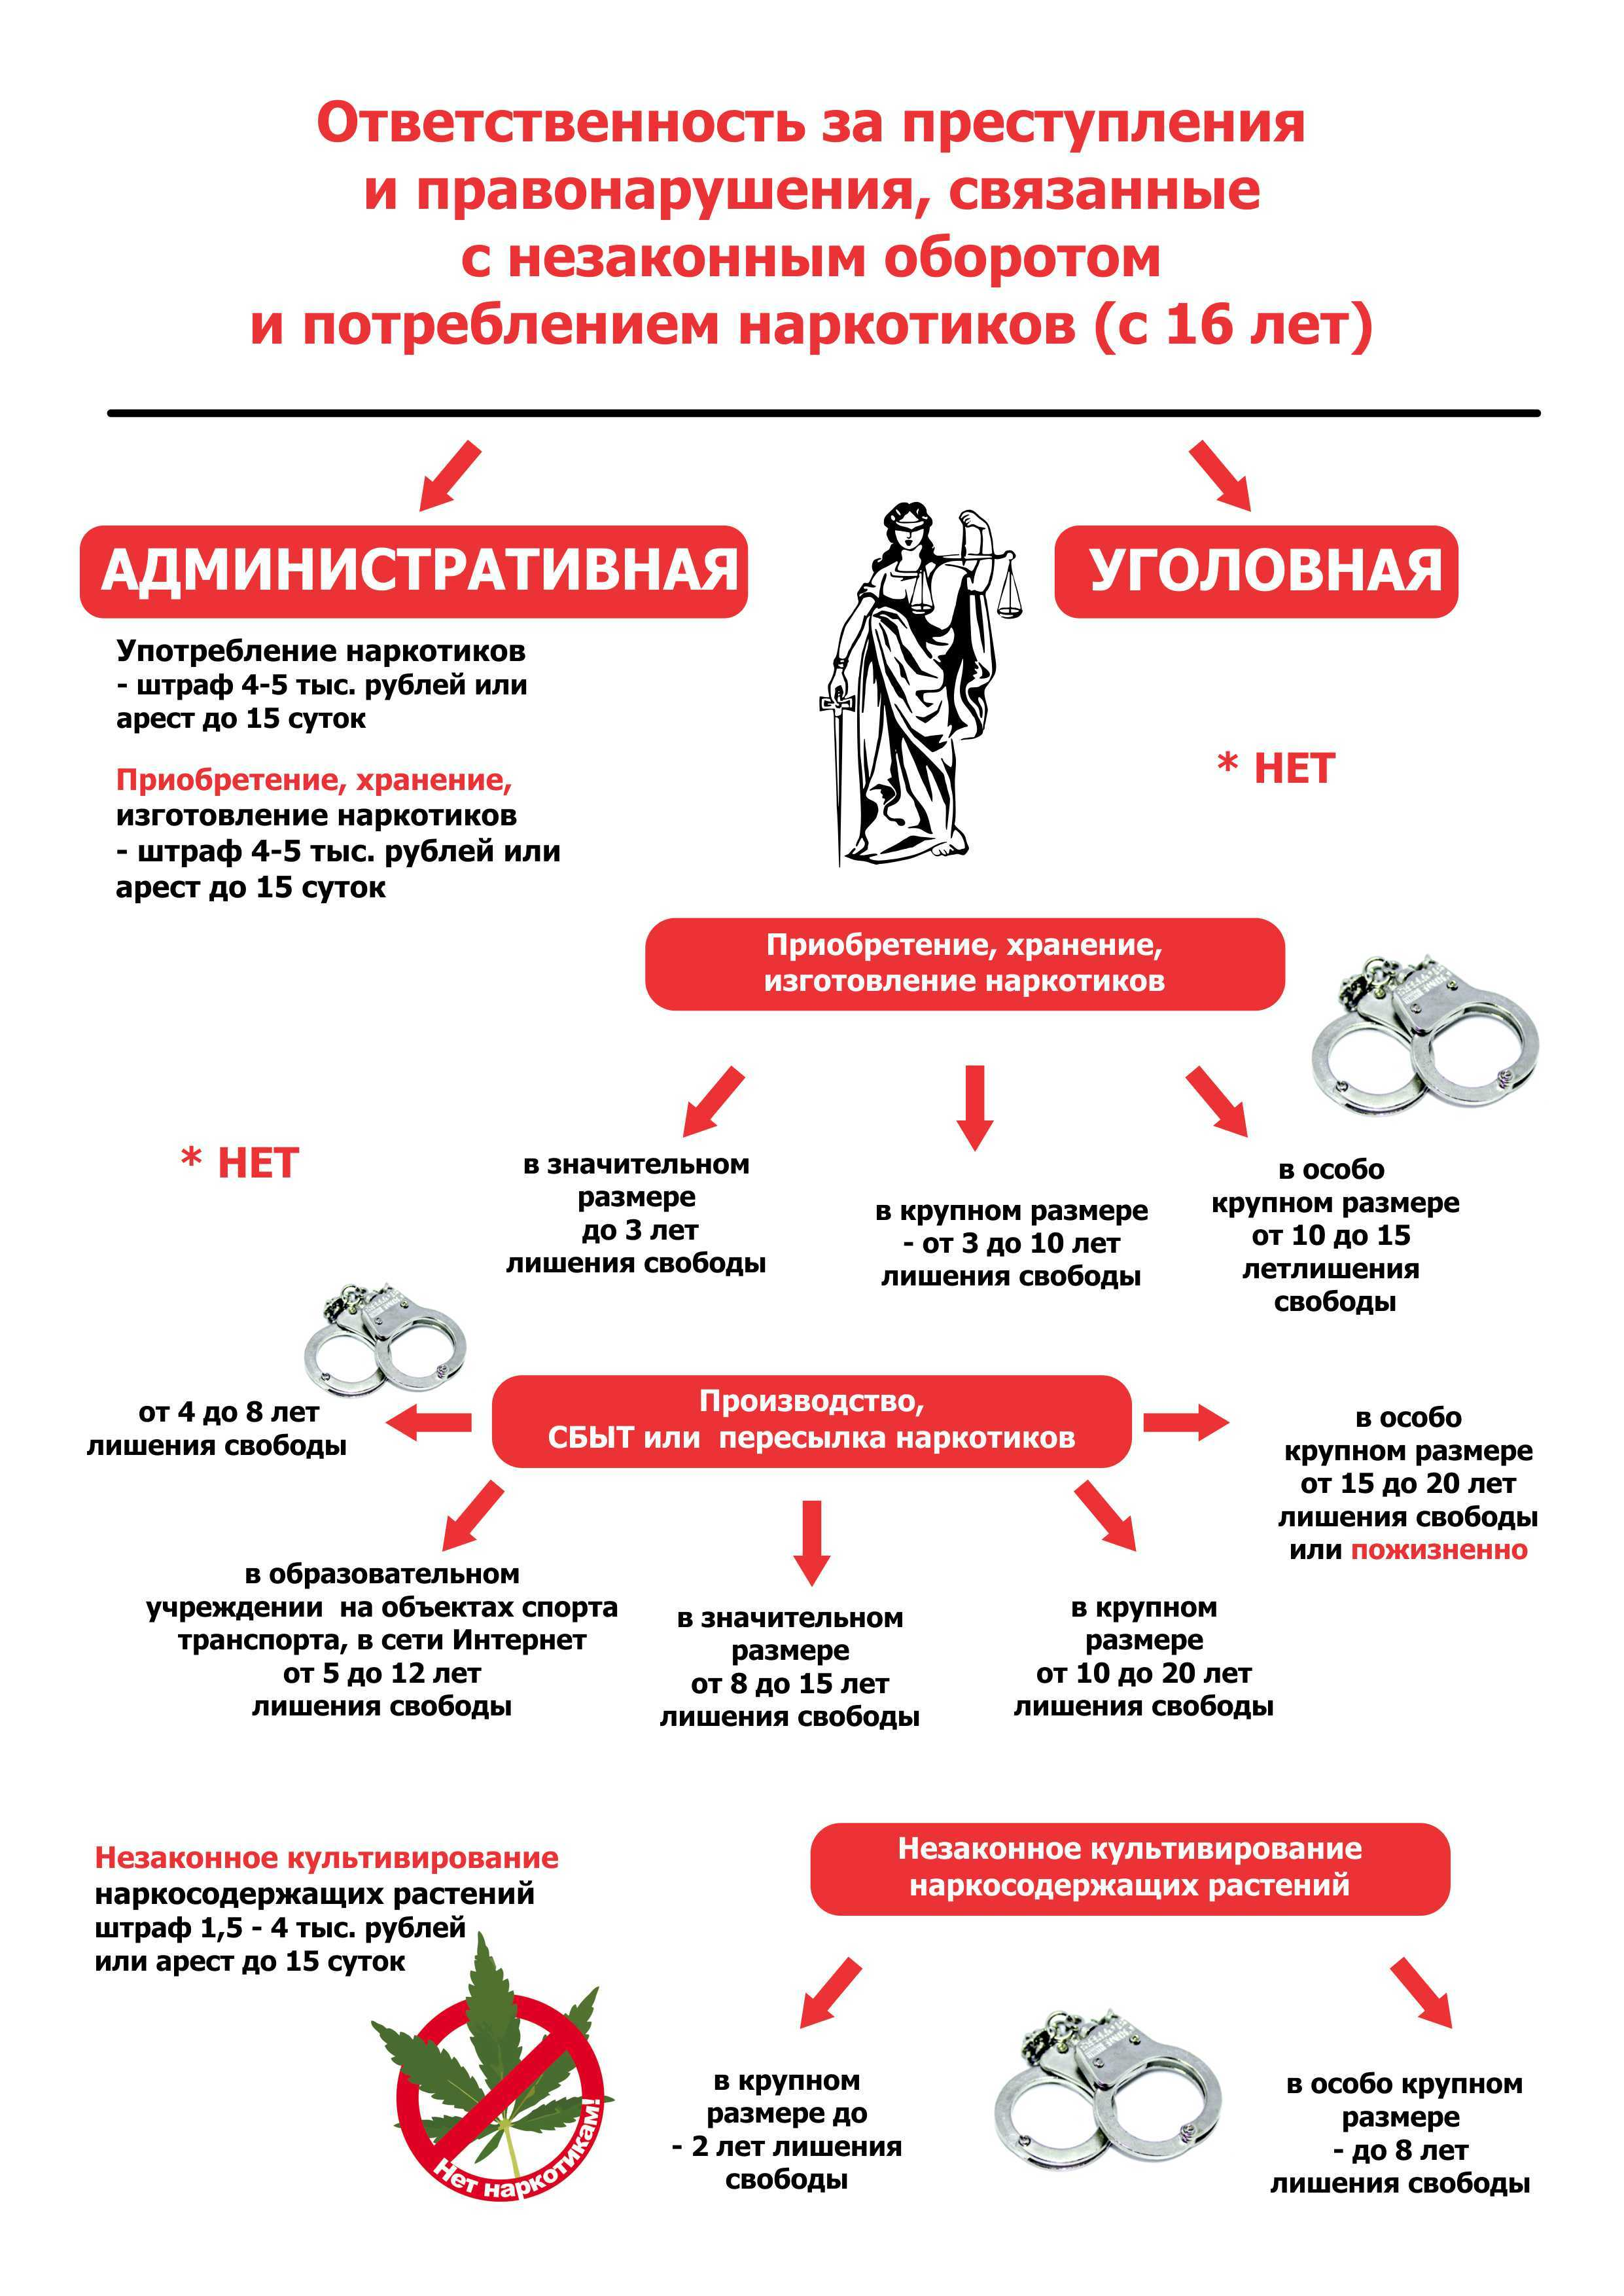 Ответственность за преступления
и правонарушения, связанные
с незаконным оборотом
и потреблением наркотиков (с 16 лет)
АДМИНИСТРАТИВНАЯ
УГОЛОВНАЯ
Употребление наркотиков
- штраф 4-5 тыс. рублей или
арест до 15 суток
* НЕТ
Приобретение, хранение,
изготовление наркотиков
- штраф 4-5 тыс. рублей или
арест до 15 суток
Приобретение, хранение,
изготовление наркотиков
* НЕТ
в значительном
размере
до 3 лет
лишения свободы
в крупном размере
- от 3 до 10 лет
лишения свободы
в особо
крупном размере
от 10 до 15
летлишения
свободы
Производство,
СБЫТ или  пересылка наркотиков
от 4 до 8 лет
лишения свободы
в особо
крупном размере
от 15 до 20 лет
лишения свободы
или пожизненно
в образовательном
учреждении  на объектах спорта
транспорта, в сети Интернет
от 5 до 12 лет
лишения свободы
в значительном
размере
от 8 до 15 лет
лишения свободы
в крупном
размере
от 10 до 20 лет
лишения свободы
Незаконное культивирование
наркосодержащих растений
штраф 1,5 - 4 тыс. рублей
или арест до 15 суток
Незаконное культивирование
наркосодержащих растений
Нет наркотикам!
в крупном
размере до
- 2 лет лишения
свободы
в особо крупном
размере
- до 8 лет
лишения свободы